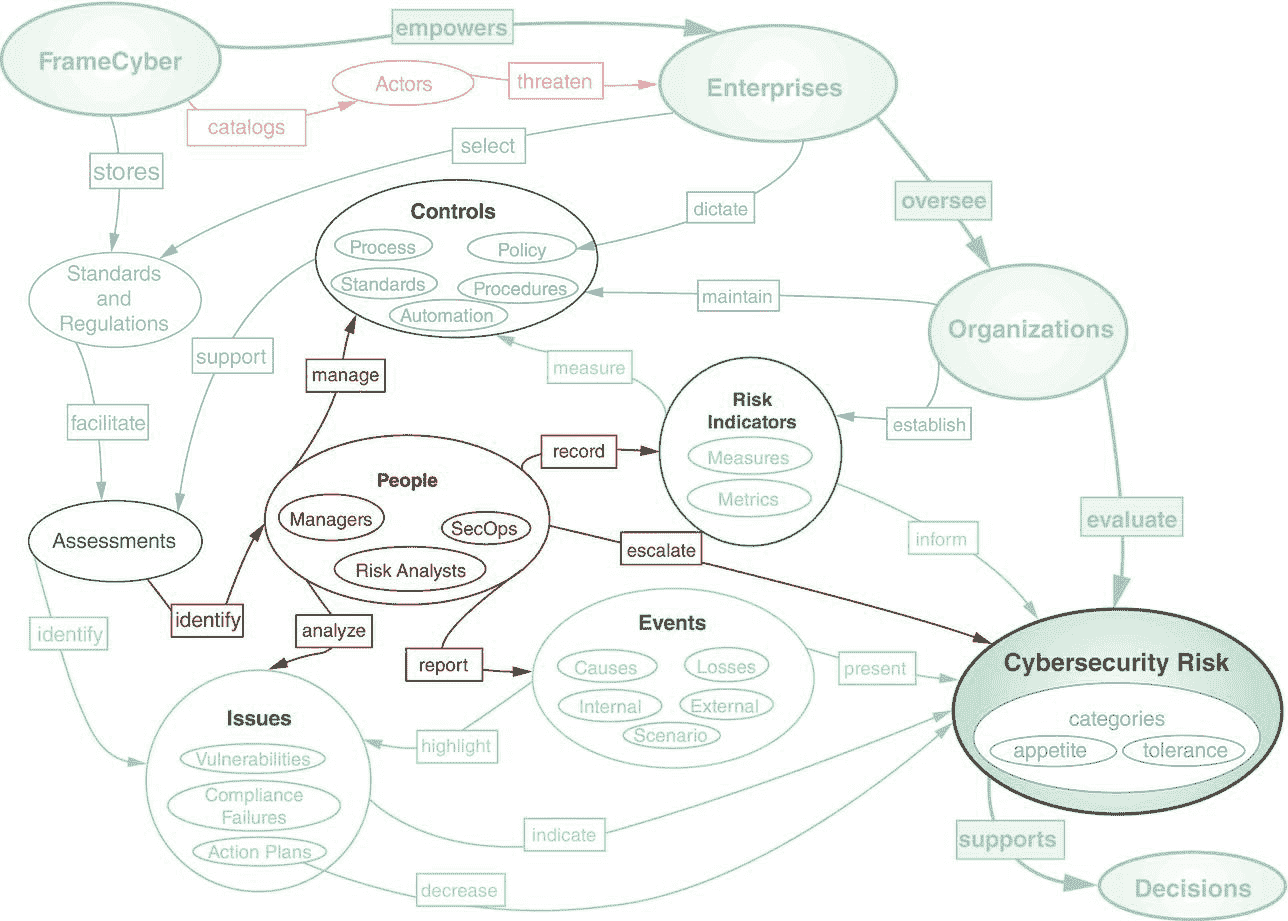 empowers
FrameCyber
Actors
threaten
Enterprises
catalogs
select
stores
oversee
dictate
Controls
Process
Policy
Standards
Procedures
Automation
Standards
and
Regulations
maintain
Organizations
support
measure
manage
Risk
Indicators
Measures
Metrics
establish
facilitate
record
People
Managers
SecOps
Risk Analysts
evaluate
Assessments
escalate
inform
identify
identify
analyze
report
Events
Causes
Losses
Internal
External
Scenario
present
Cybersecurity Risk
categories
appetite
tolerance
Issues
Vulnerabilities
Compliance
Failures
Action Plans
highlight
indicate
supports
decrease
Decisions